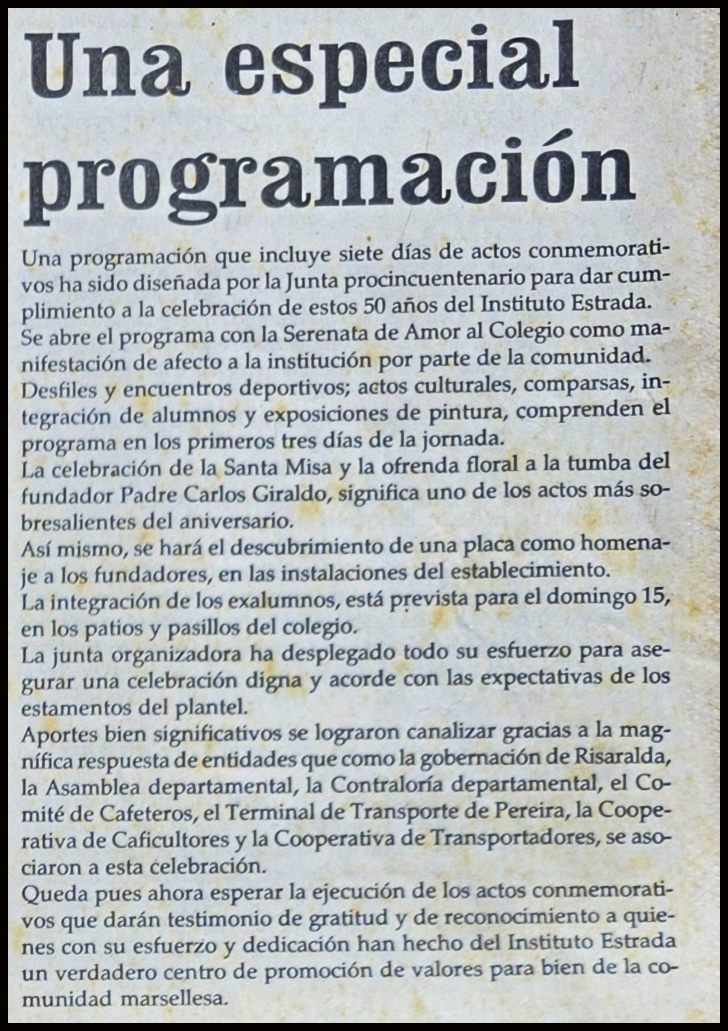 Una especial
programación
Una programación que incluye siete días de actos conmemorati-
vos ha sido diseñada por la Junta procincuentenario para dar cum-
plimiento a la celebración de estos 50 años del Instituto Estrada.
Se abre el programa con la Serenata de Amor al Colegio como ma-
nifestación de afecto a la institución por parte de la comunidad.
Desfiles y encuentros deportivos; actos culturales, comparsas, in-
tegración de alumnos y exposiciones de pintura, comprenden el
programa en los primeros tres días de la jornada.
La celebración de la Santa Misa y la ofrenda floral a la tumba del
fundador Padre Carlos Giraldo, significa uno de los actos más so-
bresalientes del aniversario.
Así mismo, se hará el descubrimiento de una placa como homena-
je a los fundadores, en las instalaciones del establecimiento.
La integración de los exalumnos, está prevista para el domingo 15,
en los patios y pasillos del colegio.
La junta organizadora ha desplegado todo su esfuerzo para ase-
gurar una celebración digna y acorde con las expectativas de los
estamentos del plantel.
Aportes bien significativos se lograron canalizar gracias a la mag-
nífica respuesta de entidades que como la gobernación de Risaralda,
la Asamblea departamental, la Contraloría departamental, el Co-
mité de Cafeteros, el Terminal de Transporte de Pereira, la Coope-
rativa de Caficultores y la Cooperativa de Transportadores, se aso-
ciaron a esta celebración.
Queda pues ahora esperar la ejecución de los actos conmemorati-
vos que darán testimonio de gratitud y de reconocimiento a quie-
nes con su esfuerzo y dedicación han hecho del Instituto Estrada
un verdadero centro de promoción de valores para bien de la co-
munidad marsellesa.